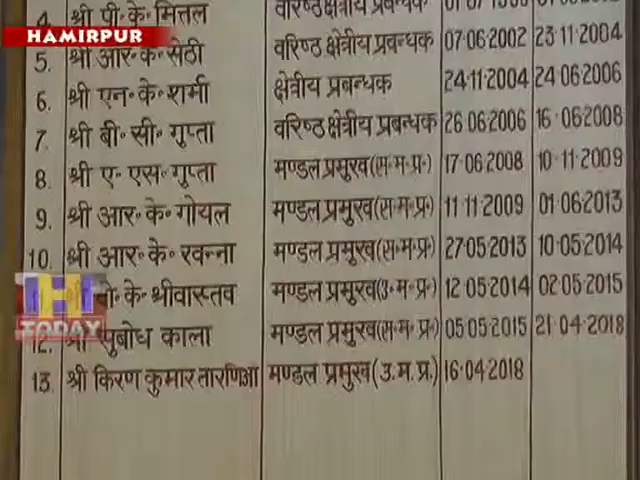 4. श्री पी॰ के॰ मित्तल वरिष्ठ क्षेत्रीय प्रबन्धक
HAMIRPUR
5. श्री आर॰ के॰ सेठी वरिष्ठ क्षेत्रीय प्रबन्धक 07·06·2002 23·11·2004
6. श्री एन॰ के॰ शर्मा क्षेत्रीय प्रबन्धक 24·11·2004 24·06·2006
7. श्री बी॰ सी॰ गुप्ता वरिष्ठ क्षेत्रीय प्रबन्धक 26·06·2006 16·06·2008
8. श्री ए॰ एस॰ गुप्ता मण्डल प्रमुख (स॰म॰प्र॰) 17·06·2008 10·11·2009
9. श्री आर॰ के॰ गोयल मण्डल प्रमुख (स॰म॰प्र॰) 11·11·2009 01·06·2013
10. श्री आर॰ के॰ खन्ना मण्डल प्रमुख (स॰म॰प्र॰) 27·05·2013 10·05·2014
के॰ श्रीवास्तव मण्डल प्रमुख (उ॰म॰प्र॰) 12·05·2014 02·05·2015
TODAY
12. श्री सुबोध काला मण्डल प्रमुख (स॰म॰प्र॰) 05·05·2015 21·04·2018
13. श्री किरण कुमार तारणिआ मण्डल प्रमुख (उ.म.प्र.) 16·04·2018